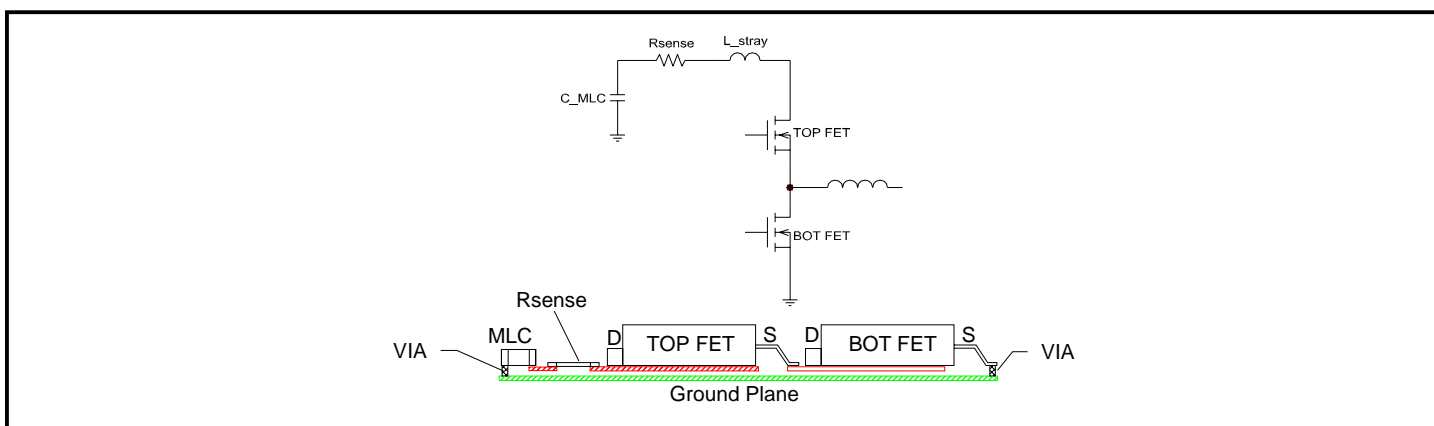 Rsense
L_stray
C_MLC
TOP FET
BOT FET
Rsense
MLC
D
TOP FET
S
D
BOT FET
S
VIA
VIA
Ground Plane